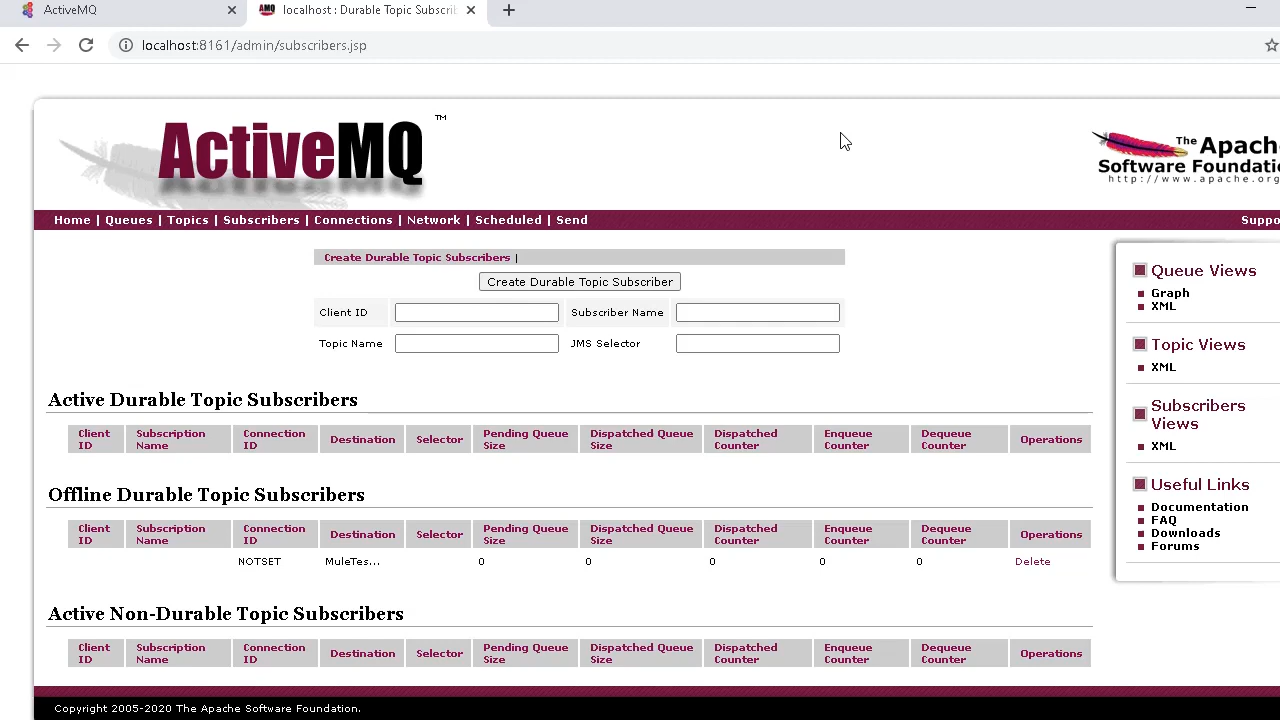 ActiveMQ
localhost : Durable Topic Subscrib
localhost:8161/admin/subscribers.jsp
ActiveMQ ™
The Apache
Software Foundatio
http://www.apache.org
Home | Queues | Topics | Subscribers | Connections | Network | Scheduled | Send
Suppo
Create Durable Topic Subscribers |
Create Durable Topic Subscriber
Client ID Subscriber Name
Topic Name JMS Selector
Active Durable Topic Subscribers
Client ID Subscription Name Connection ID Destination Selector Pending Queue Size Dispatched Queue Size Dispatched Counter Enqueue Counter Dequeue Counter Operations
Offline Durable Topic Subscribers
Client ID Subscription Name Connection ID Destination Selector Pending Queue Size Dispatched Queue Size Dispatched Counter Enqueue Counter Dequeue Counter Operations
NOTSET MuleTes... 0 0 0 0 0 Delete
Active Non-Durable Topic Subscribers
Client ID Subscription Name Connection ID Destination Selector Pending Queue Size Dispatched Queue Size Dispatched Counter Enqueue Counter Dequeue Counter Operations
Queue Views
Graph
XML
Topic Views
XML
Subscribers
Views
XML
Useful Links
Documentation
FAQ
Downloads
Forums
Copyright 2005-2020 The Apache Software Foundation.